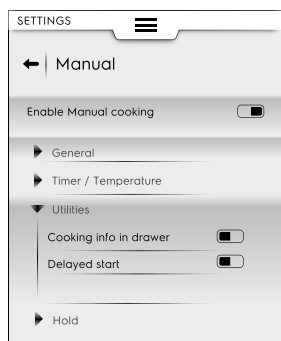 SETTINGS
Manual
Enable Manual cooking
General
Timer / Temperature
Utilities
Cooking info in drawer
Delayed start
Hold